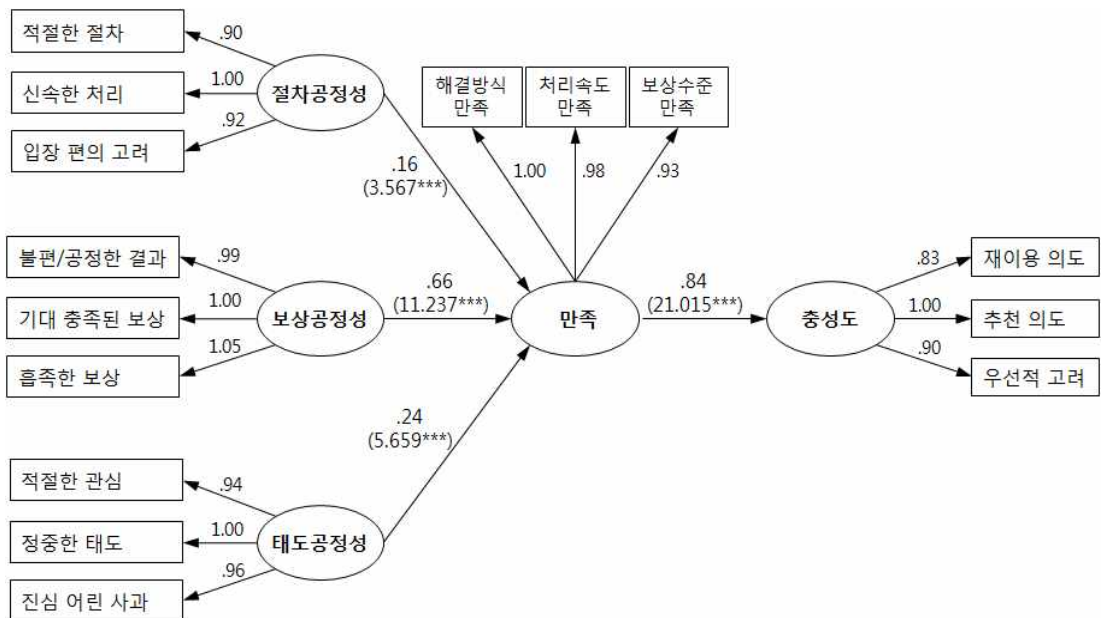 적절한 절차
.90
신속한 처리
1.00
절차공정성
.92
입장 편의 고려
해결방식
만족
처리속도
만족
보상수준
만족
.16
(3.567***)
1.00
.98
.93
불편/공정한 결과
.99
기대 충족된 보상
1.00
보상공정성
1.05
흡족한 보상
.66
(11.237***)
만족
.84
(21.015***)
충성도
.83
재이용 의도
1.00
추천 의도
.90
우선적 고려
.24
(5.659***)
적절한 관심
.94
정중한 태도
1.00
태도공정성
.96
진심 어린 사과